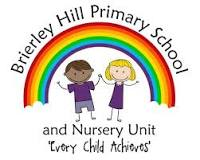 Brierley Hill Primary School
and Nursery Unit
'Every Child Achieves'